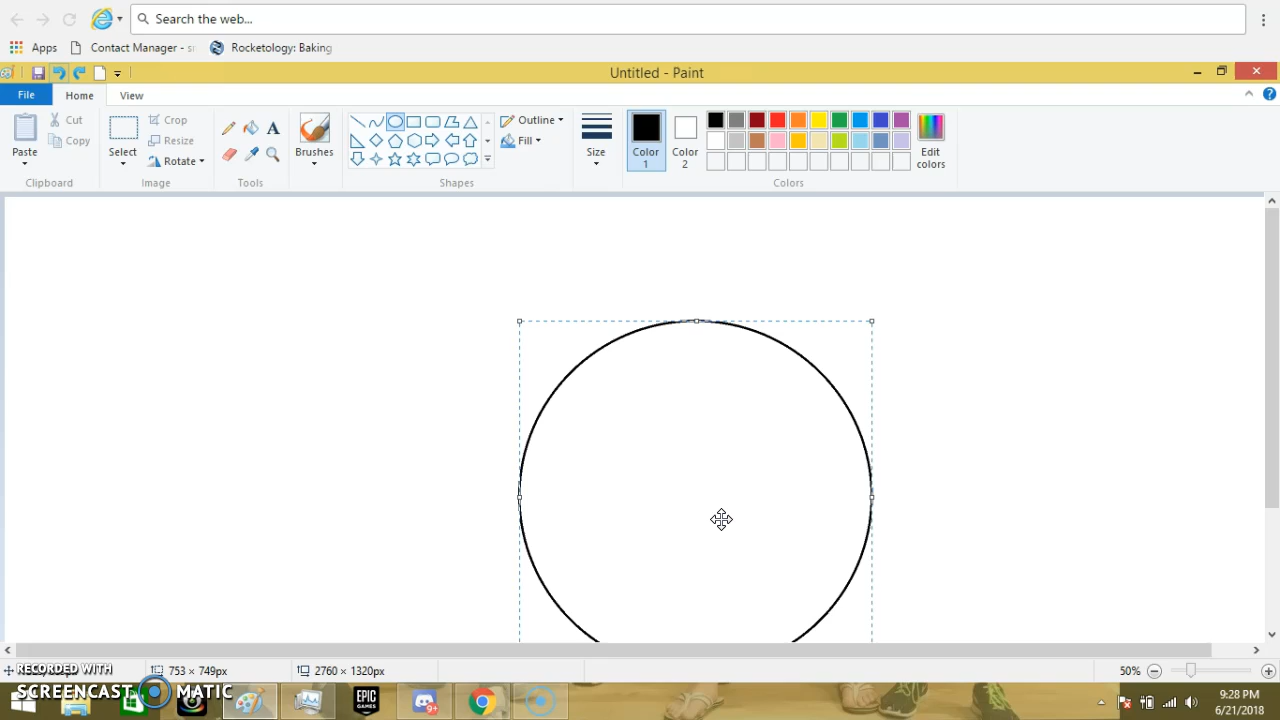 Search the web...
Apps Contact Manager - s Rocketology: Baking
Untitled - Paint
File Home View
Paste Cut Copy
Select Crop Resize Rotate
A
Brushes
Outline
Fill
Size
Color 1
Color 2
Edit colors
Clipboard Image Tools Shapes Colors
753 × 749px 2760 × 1320px 50%
RECORDED WITH
SCREENCAST MATIC
EPIC GAMES
9:28 PM
6/21/2018